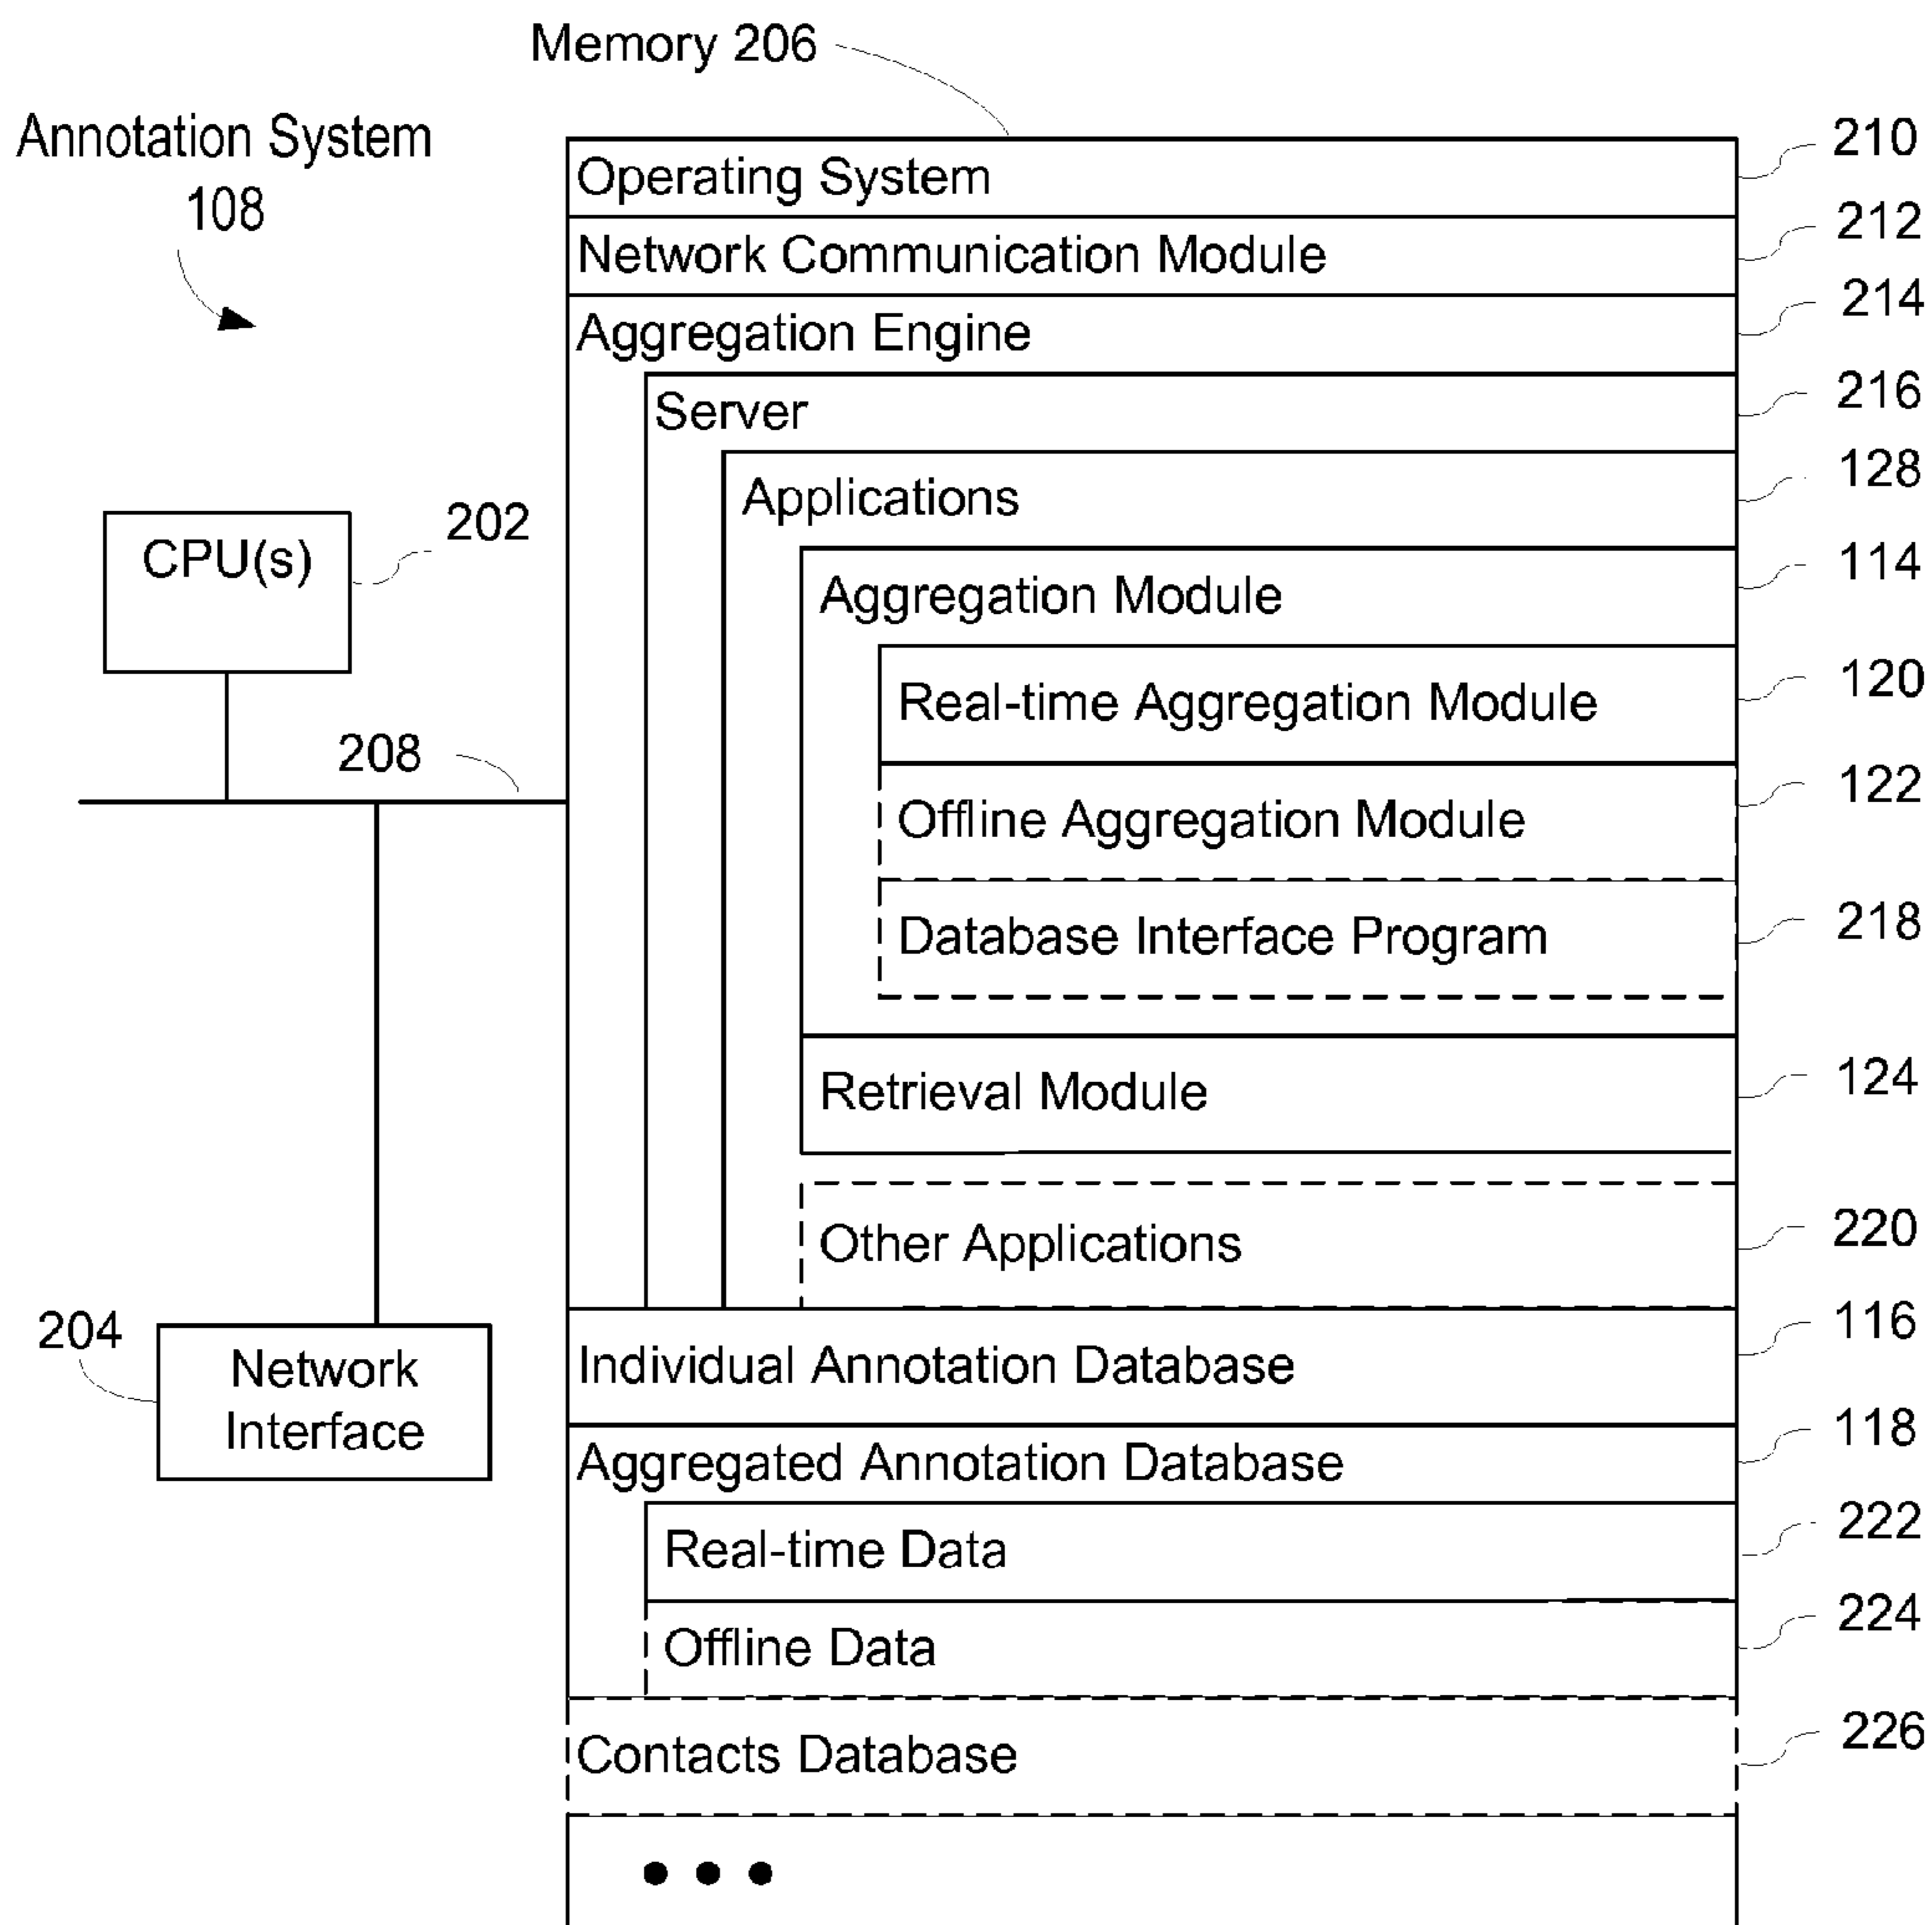 Memory 206
Annotation System
108
Operating System
210
Network Communication Module
212
Aggregation Engine
214
Server
216
Applications
128
CPU(s)
202
Aggregation Module
114
Real-time Aggregation Module
120
208
Offline Aggregation Module
122
Database Interface Program
218
Retrieval Module
124
Other Applications
220
204
Network
Interface
Individual Annotation Database
116
Aggregated Annotation Database
118
Real-time Data
222
Offline Data
224
Contacts Database
226